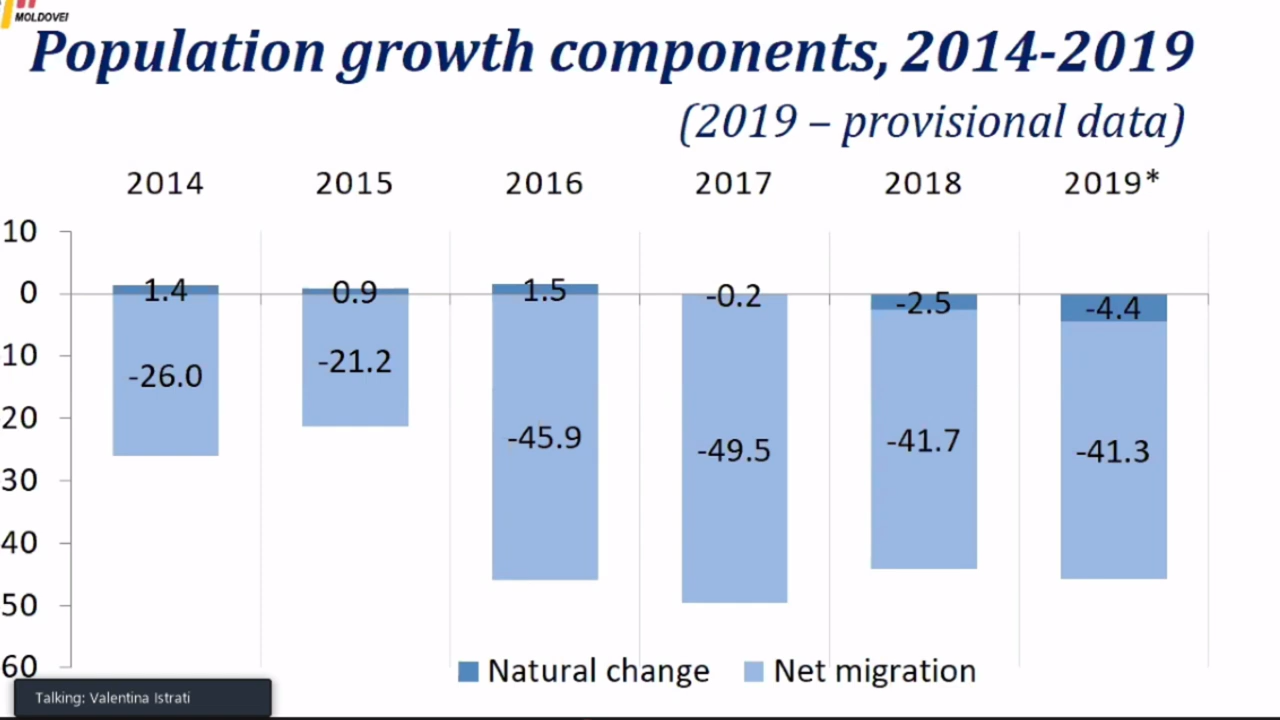 MOLDOVEI
Population growth components, 2014-2019
(2019 – provisional data)
2014 2015 2016 2017 2018 2019*
10
0
1.4 0.9 1.5 -0.2 -2.5 -4.4
10
20
30
40
50
60
-26.0 -21.2 -45.9 -49.5 -41.7 -41.3
Natural change Net migration
Talking: Valentina Istrati